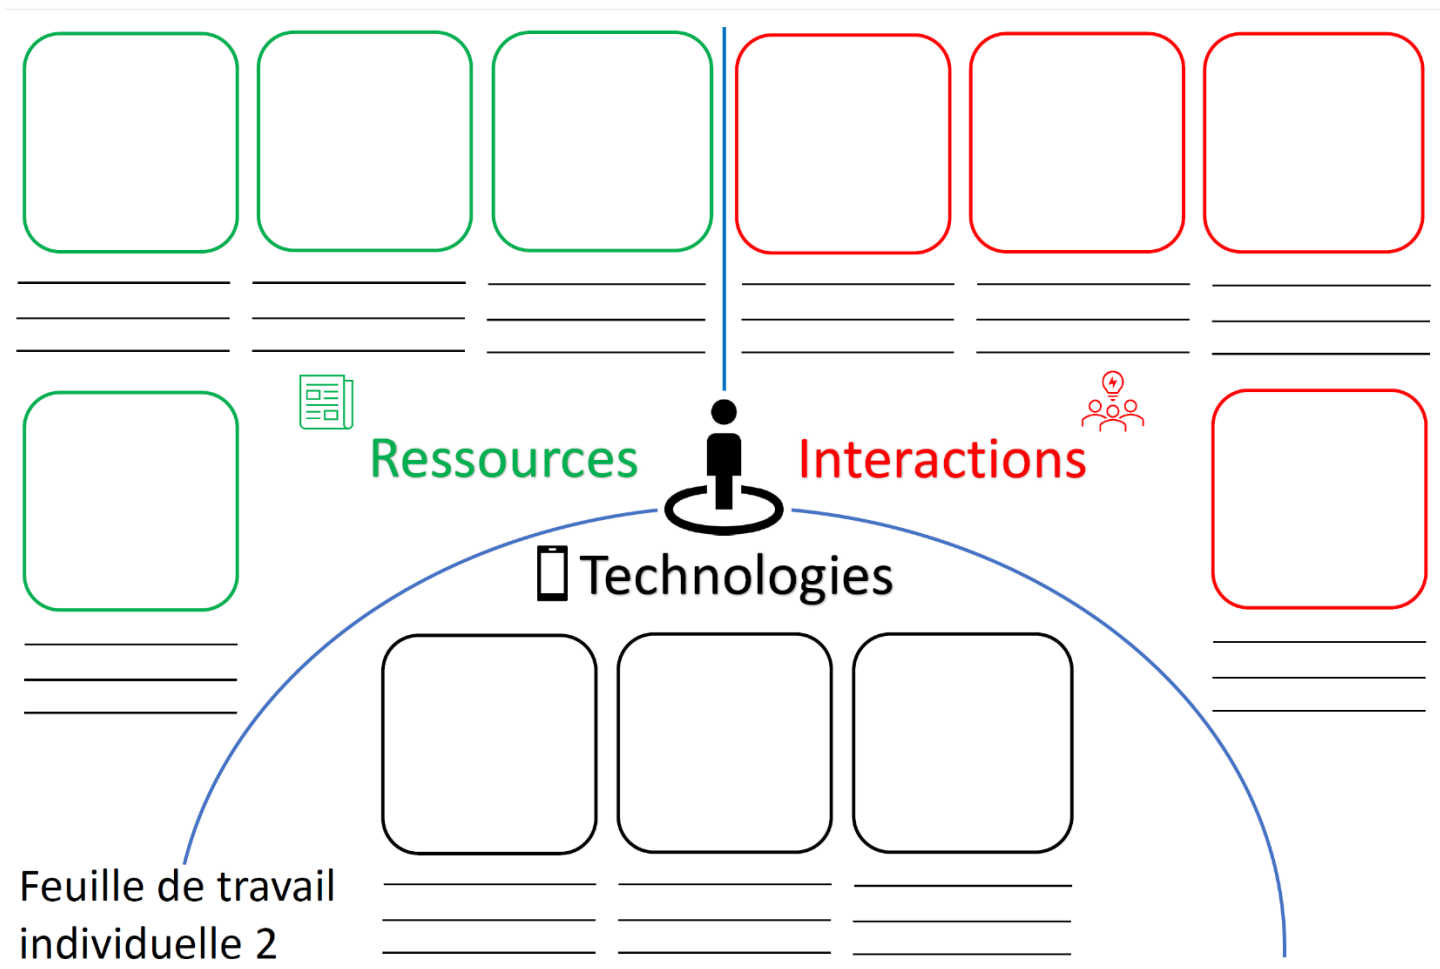 Ressources
Interactions
Technologies
Feuille de travail
individuelle 2